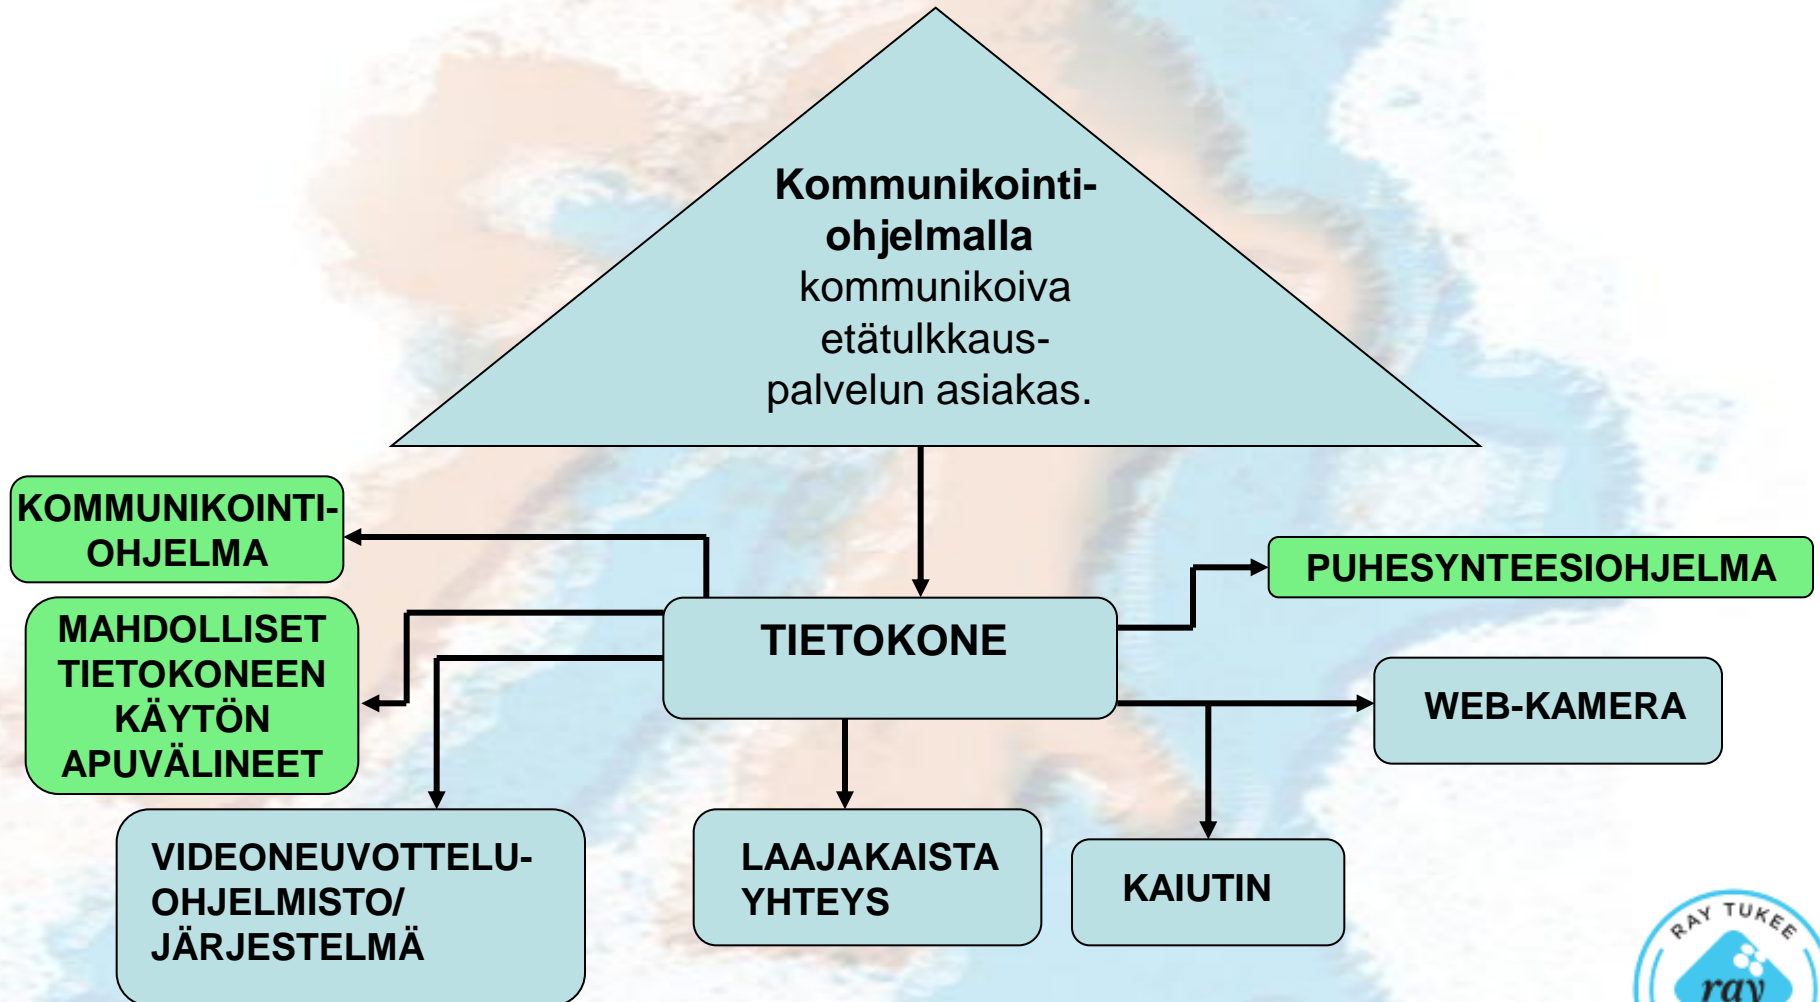 Kommunikointi-
ohjelmalla
kommunikoiva
etätulkkaus-
palvelun asiakas.
KOMMUNIKOINTI-
OHJELMA
PUHESYNTEESIOHJELMA
MAHDOLLISET
TIETOKONEEN
KÄYTÖN
APUVÄLINEET
TIETOKONE
WEB-KAMERA
VIDEONEUVOTTELU-
OHJELMISTO/
JÄRJESTELMÄ
LAAJAKAISTA
YHTEYS
KAIUTIN
RAY TUKEE
ray